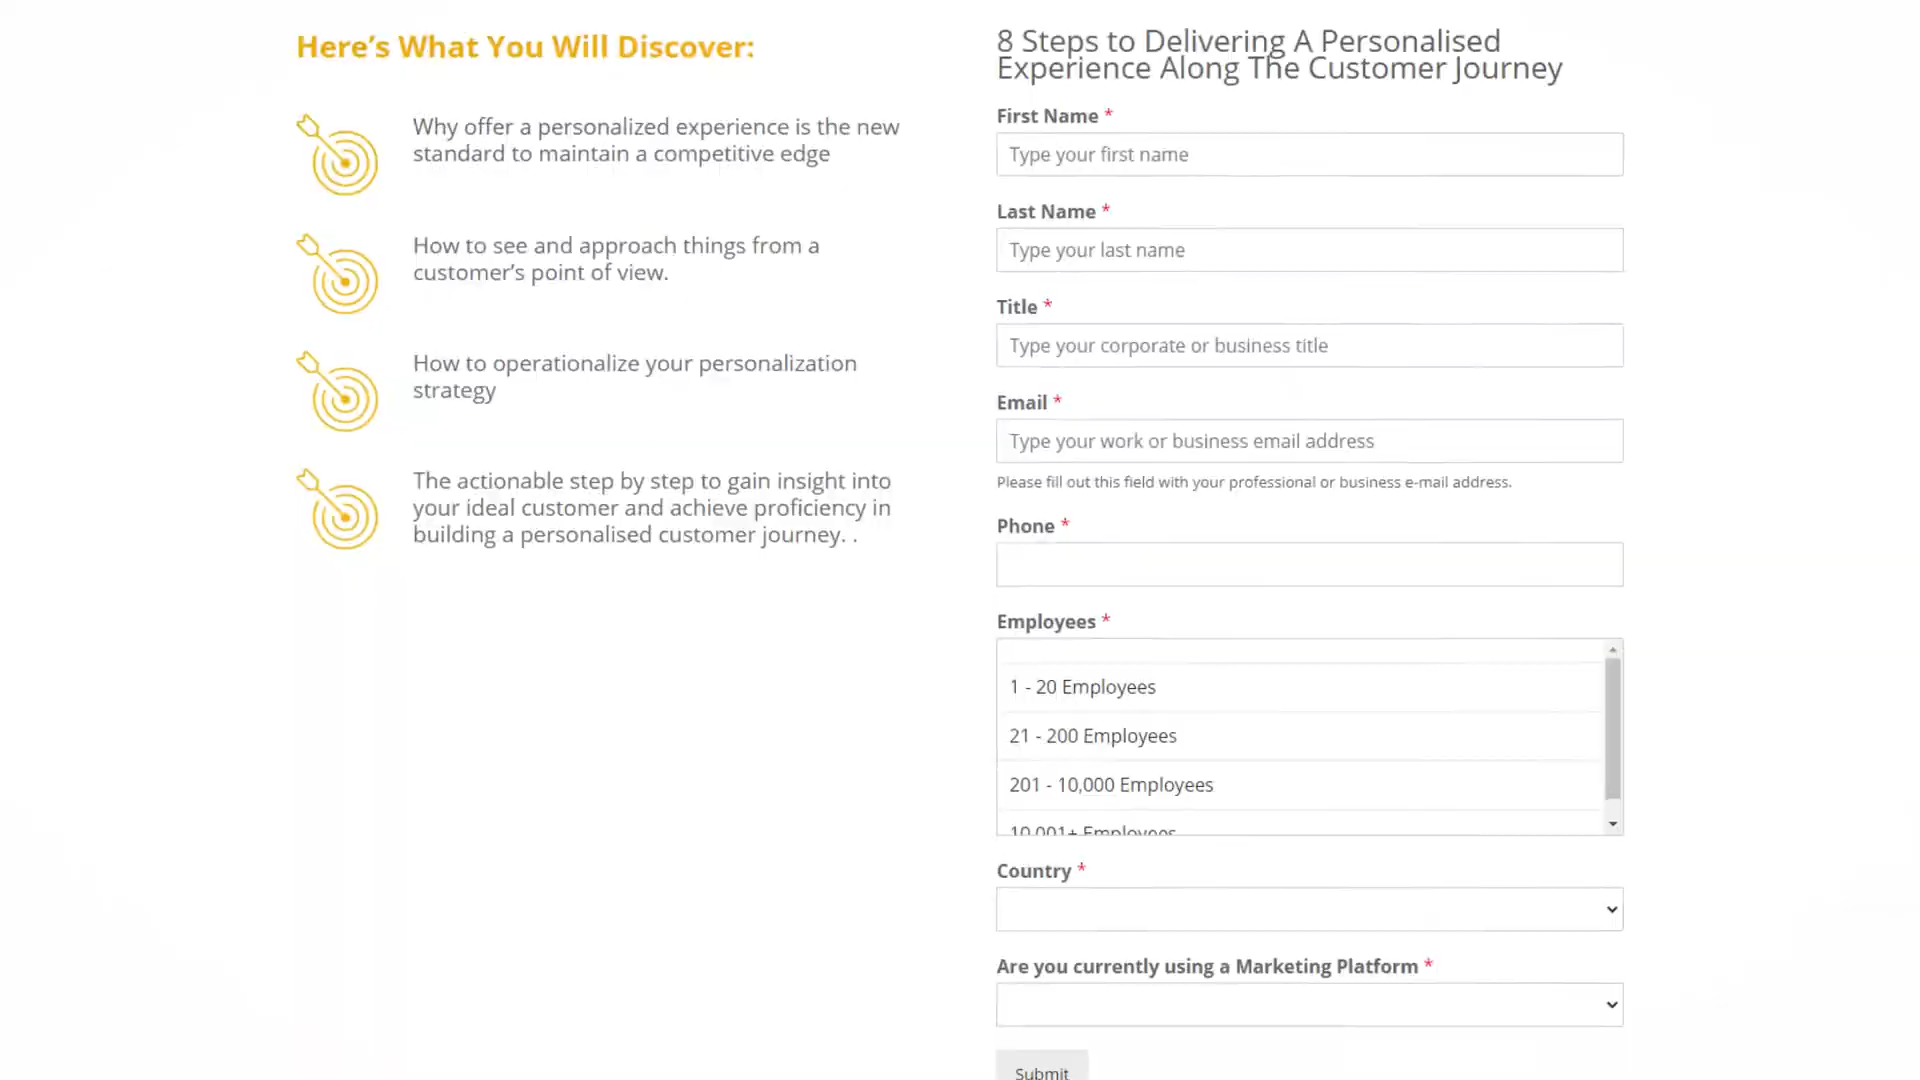 Here's What You Will Discover:
Why offer a personalized experience is the new
standard to maintain a competitive edge
How to see and approach things from a
customer's point of view.
How to operationalize your personalization
strategy
The actionable step by step to gain insight into
your ideal customer and achieve proficiency in
building a personalised customer journey. .
8 Steps to Delivering A Personalised
Experience Along The Customer Journey
First Name *
Type your first name
Last Name *
Type your last name
Title *
Type your corporate or business title
Email *
Type your work or business email address
Please fill out this field with your professional or business e-mail address.
Phone *
Employees *
1 - 20 Employees
21 - 200 Employees
201 - 10,000 Employees
10,001+ Employees
Country *
Are you currently using a Marketing Platform *
Submit